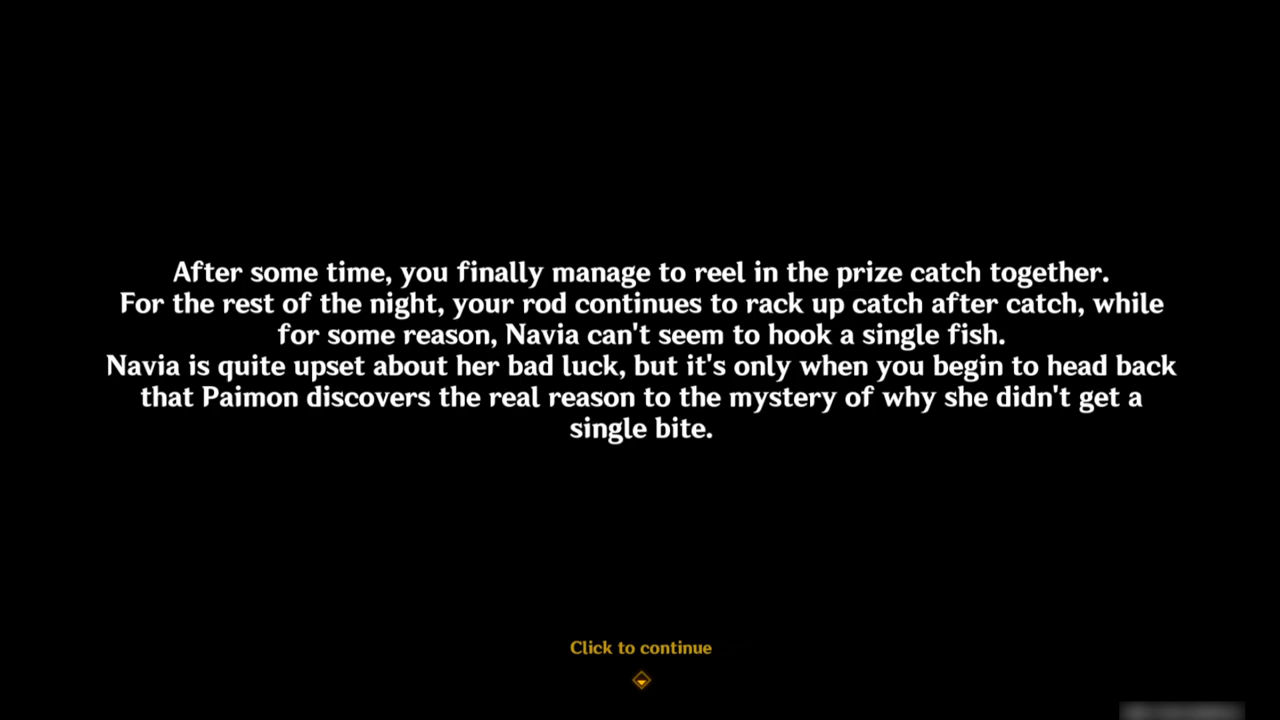 After some time, you finally manage to reel in the prize catch together.
For the rest of the night, your rod continues to rack up catch after catch, while
for some reason, Navia can't seem to hook a single fish.
Navia is quite upset about her bad luck, but it's only when you begin to head back
that Paimon discovers the real reason to the mystery of why she didn't get a
single bite.
Click to continue